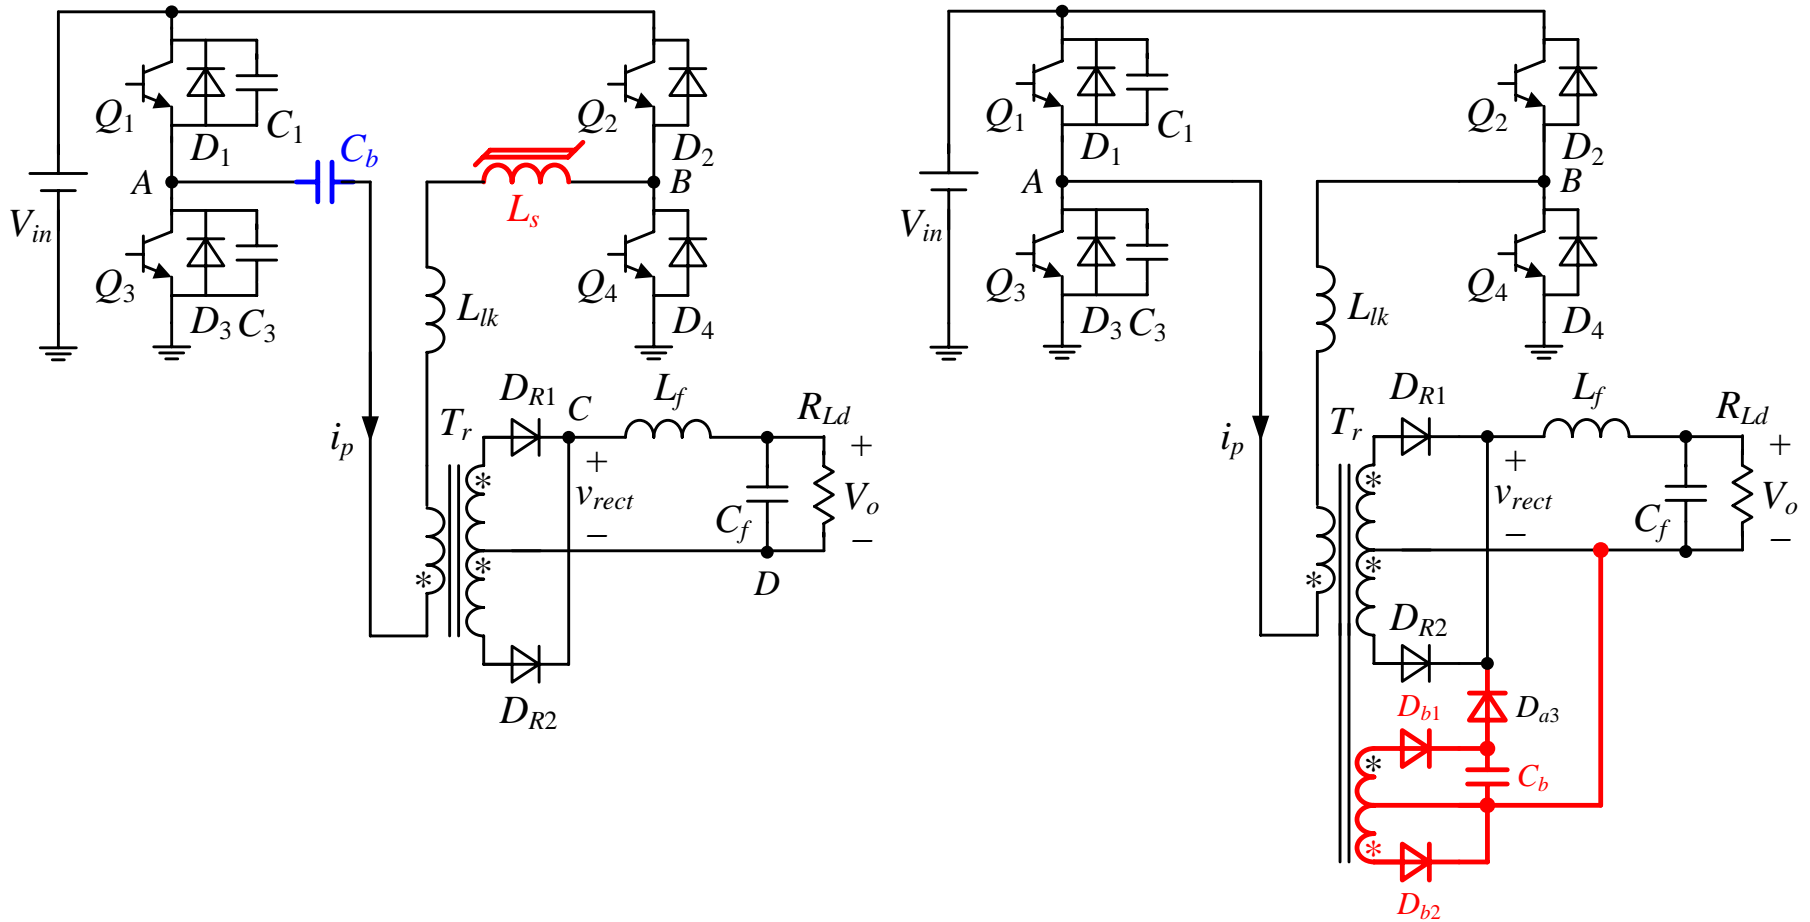 Q1
D1
C1
Cb
Q2
D2
A
B
Vin
Ls
Q3
D3
C3
Llk
Q4
D4
ip
Tr
DR1
C
Lf
RLd
+
vrect
−
Cf
+
Vo
−
D
DR2
*
*
*
Q1
D1
C1
Q2
D2
A
B
Vin
Q3
D3
C3
Llk
Q4
D4
ip
Tr
DR1
Lf
RLd
+
vrect
−
Cf
+
Vo
−
DR2
*
*
*
Db1
Da3
*
Cb
*
Db2